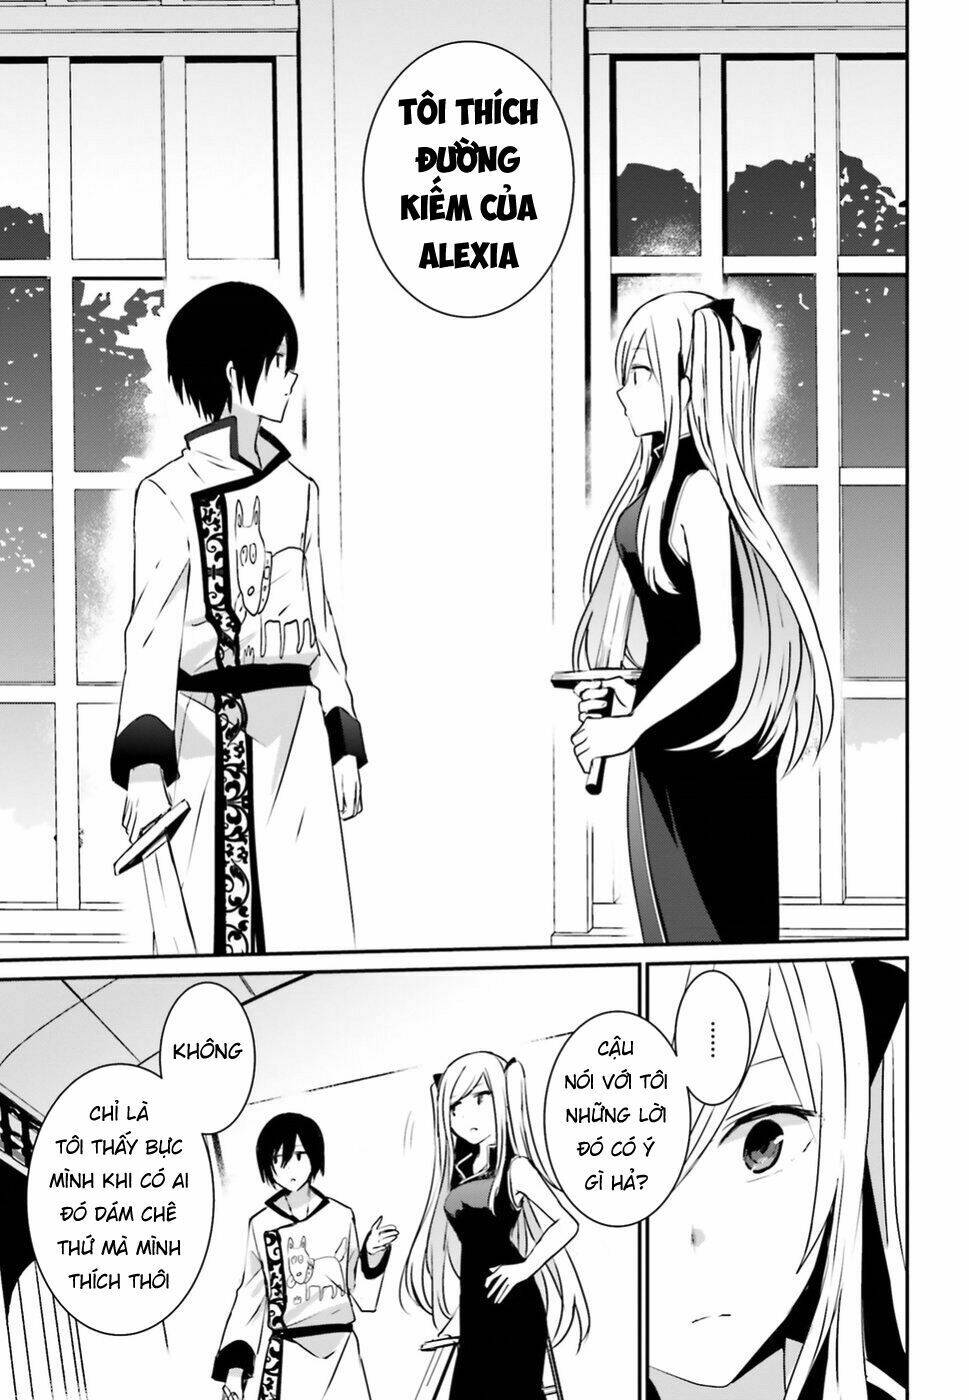 TÔI THÍCH
ĐƯỜNG
KIẾM CỦA
ALEXIA
......
CẬU
NÓI VỚI TÔI
NHỮNG LỜI
ĐÓ CÓ Ý
GÌ HẢ?
KHÔNG
CHỈ LÀ
TÔI THẤY BỰC
MÌNH KHI CÓ AI
ĐÓ DÁM CHÊ
THỨ MÀ MÌNH
THÍCH THÔI